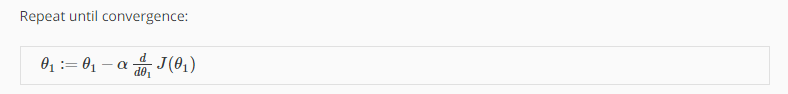 Repeat until convergence:
θ₁ := θ₁ − α d/dθ₁ J(θ₁)